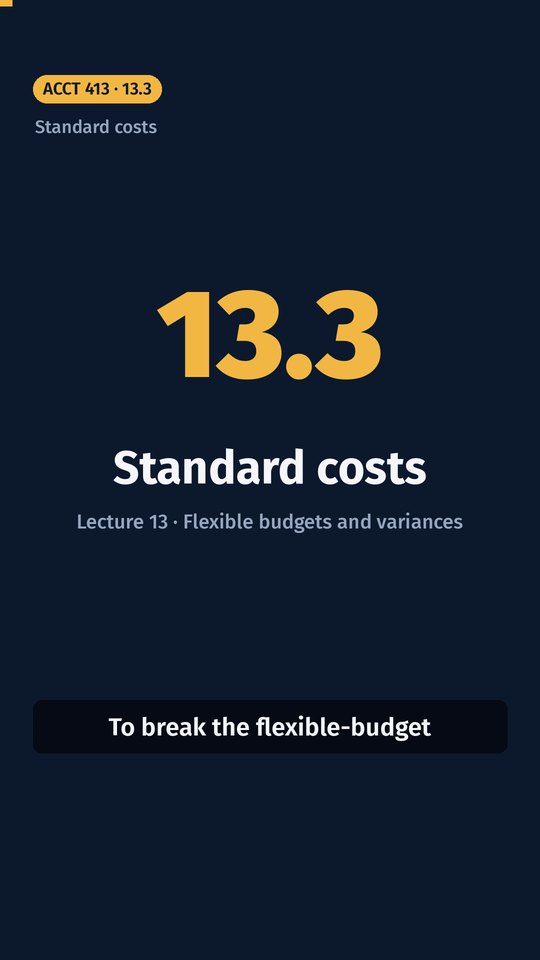 ACCT 413 · 13.3
Standard costs
13.3
Standard costs
Lecture 13 · Flexible budgets and variances
To break the flexible-budget